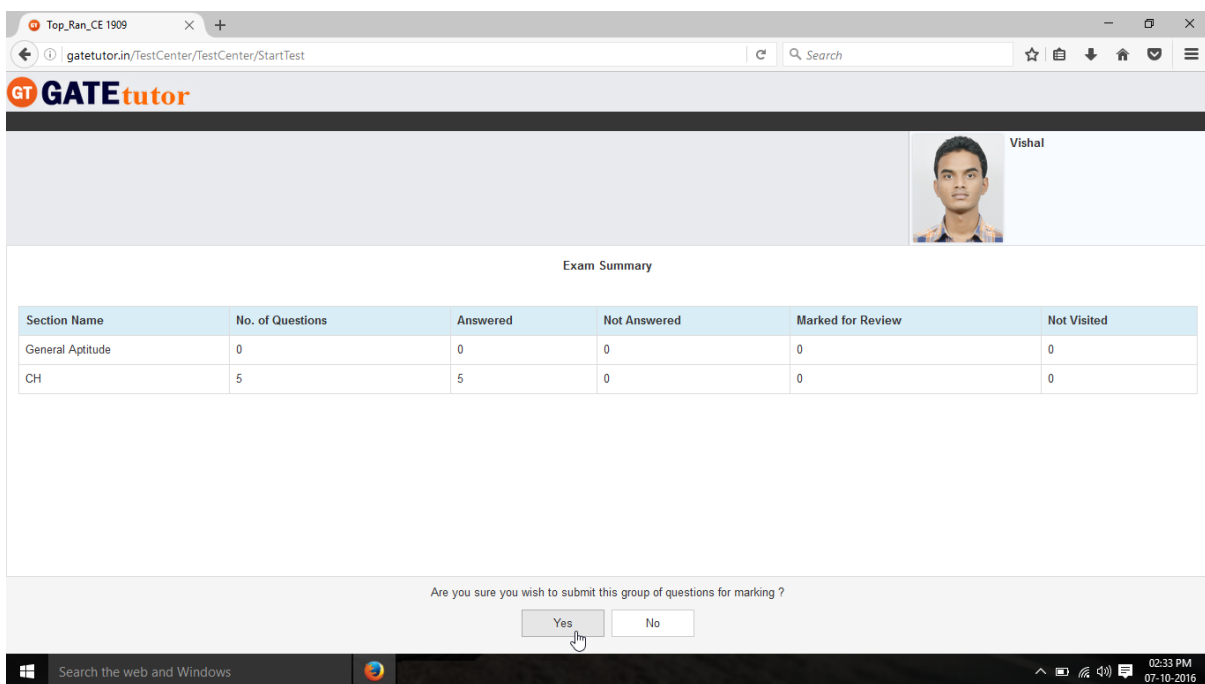 Top_Ran_CE 1909
gatetutor.in/TestCenter/TestCenter/StartTest
Search
GT GATEtutor
Vishal
Exam Summary
Section Name No. of Questions Answered Not Answered Marked for Review Not Visited
General Aptitude 0 0 0 0 0
CH 5 5 0 0 0
Are you sure you wish to submit this group of questions for marking ?
Yes No
Search the web and Windows
02:33 PM
07-10-2016